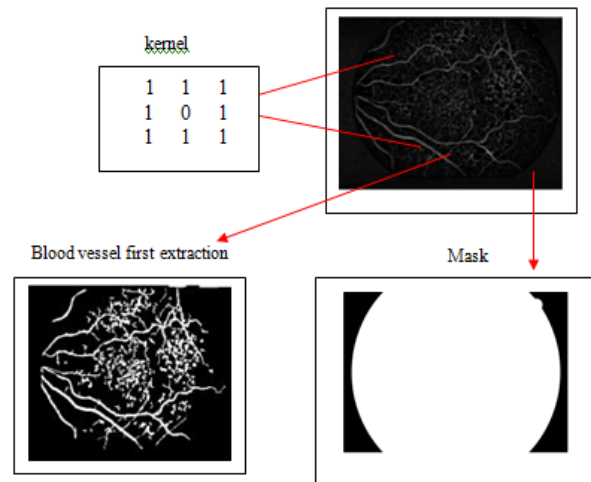 kernel
1 1 1
1 0 1
1 1 1
Blood vessel first extraction
Mask